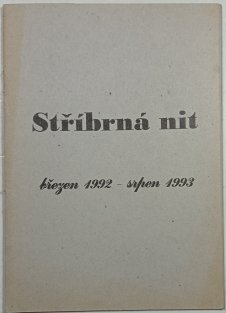 Stříbrná nit
březen 1992 - srpen 1993